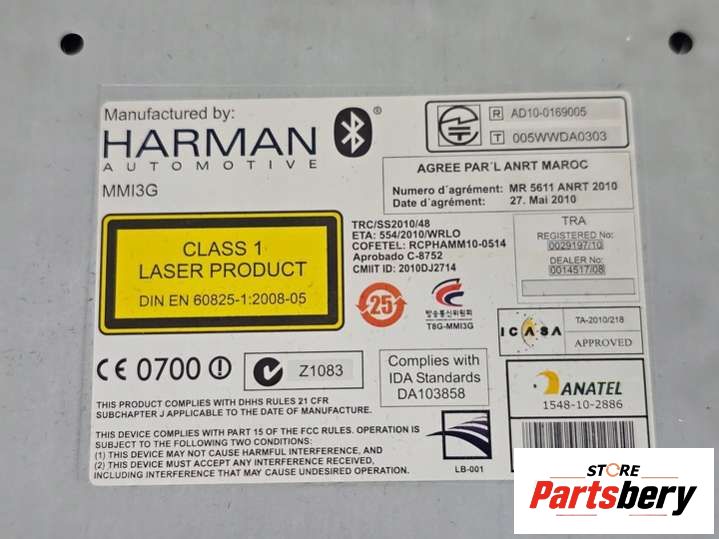 Manufactured by:
HARMAN
AUTOMOTIVE
MMI3G
®
R AD10-0169005
T 005WWDA0303
AGREE PAR'L ANRT MAROC
Numero d'agrément: MR 5611 ANRT 2010
Date d'agrément: 27. Mai 2010
CLASS 1
LASER PRODUCT
DIN EN 60825-1:2008-05
TRC/SS2010/48
ETA: 554/2010/WRLO
COFETEL: RCPHAMM10-0514
Aprobado C-8752
CMIIT ID: 2010DJ2714
TRA
REGISTERED No:
0029197/10
DEALER No:
0014517/08
25
방송통신위원회
T8G-MMI3G
ICASA
TA-2010/218
APPROVED
CE 0700
Z1083
Complies with
IDA Standards
DA103858
ANATEL
1548-10-2886
THIS PRODUCT COMPLIES WITH DHHS RULES 21 CFR
SUBCHAPTER J APPLICABLE TO THE DATE OF MANUFACTURE.
THIS DEVICE COMPLIES WITH PART 15 OF THE FCC RULES. OPERATION IS
SUBJECT TO THE FOLLOWING TWO CONDITIONS:
(1) THIS DEVICE MAY NOT CAUSE HARMFUL INTERFERENCE, AND
(2) THIS DEVICE MUST ACCEPT ANY INTERFERENCE RECEIVED,
INCLUDING INTERFERENCE THAT MAY CAUSE UNDESIRED OPERATION.
LB-001
STORE
Partsbery